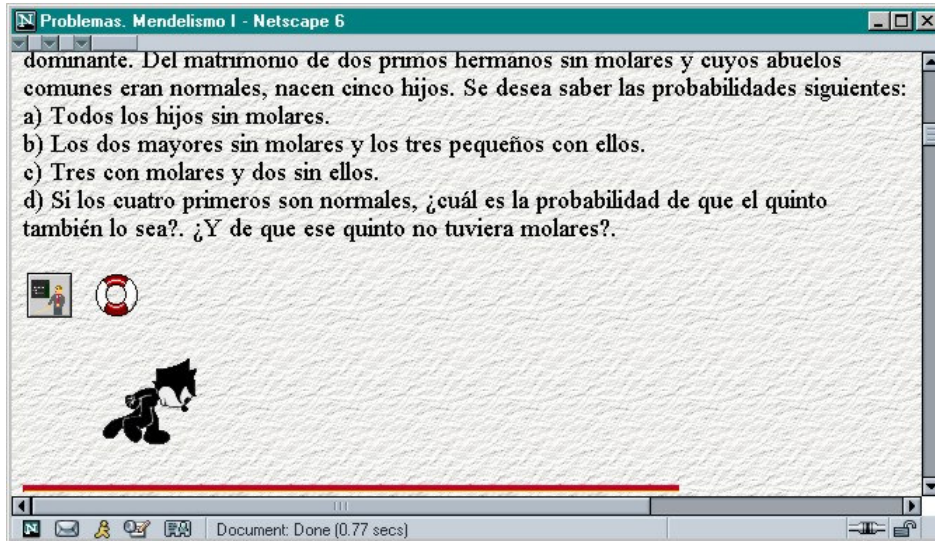 Problemas. Mendelismo I - Netscape 6
dominante. Del matrimonio de dos primos hermanos sin molares y cuyos abuelos
comunes eran normales, nacen cinco hijos. Se desea saber las probabilidades siguientes:
a) Todos los hijos sin molares.
b) Los dos mayores sin molares y los tres pequeños con ellos.
c) Tres con molares y dos sin ellos.
d) Si los cuatro primeros son normales, ¿cuál es la probabilidad de que el quinto
también lo sea?. ¿Y de que ese quinto no tuviera molares?.
Document: Done (0.77 secs)